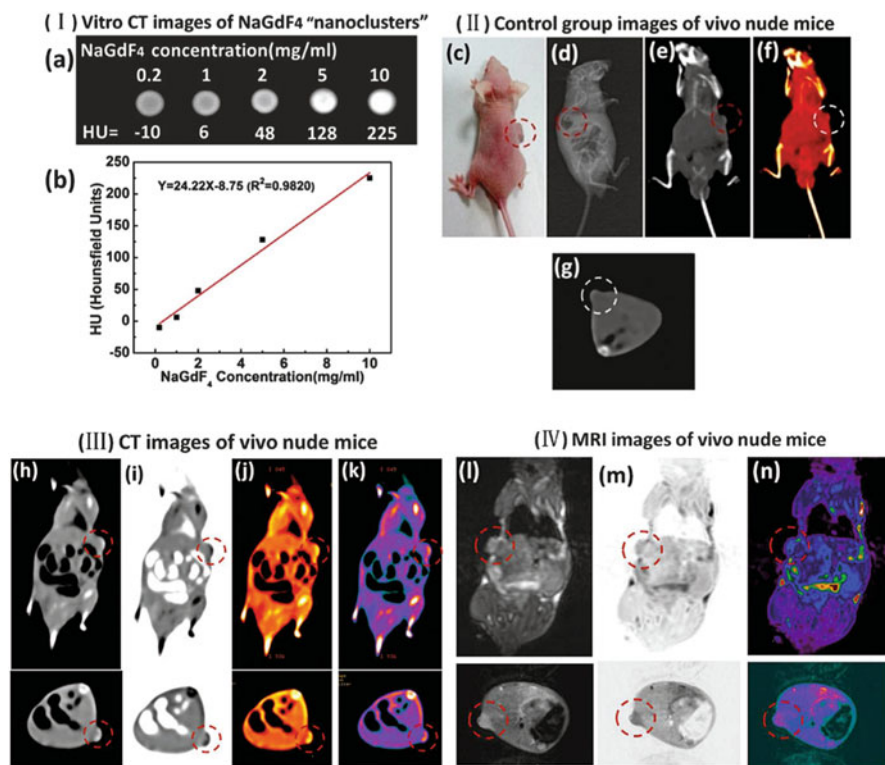 (Ⅰ) Vitro CT images of NaGdF4 “nanoclusters”
(a)
NaGdF4 concentration(mg/ml)
0.2 1 2 5 10
HU= -10 6 48 128 225
(b)
Y=24.22X-8.75 (R²=0.9820)
HU (Hounsfield Units)
250
200
150
100
50
0
-50
0 2 4 6 8 10
NaGdF4 Concentration(mg/ml)
(Ⅱ) Control group images of vivo nude mice
(c) (d) (e) (f)
(g)
(Ⅲ) CT images of vivo nude mice
(h) (i) (j) (k)
(Ⅳ) MRI images of vivo nude mice
(l) (m) (n)